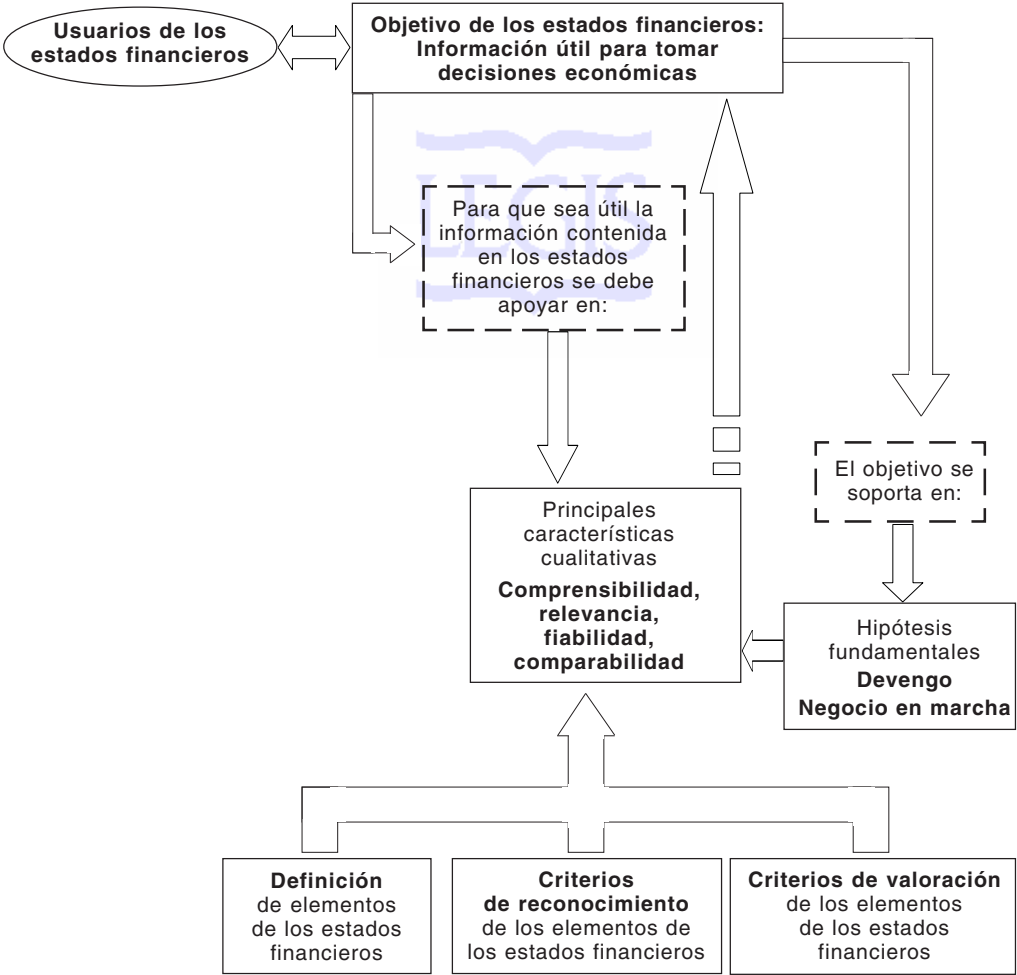 Usuarios de los
estados financieros
Objetivo de los estados financieros:
Información útil para tomar
decisiones económicas
LEGIS
Para que sea útil la
información contenida
en los estados
financieros se debe
apoyar en:
El objetivo se
soporta en:
Principales
características
cualitativas
Comprensibilidad,
relevancia,
fiabilidad,
comparabilidad
Hipótesis
fundamentales
Devengo
Negocio en marcha
Definición
de elementos
de los estados
financieros
Criterios
de reconocimiento
de los elementos de
los estados financieros
Criterios de valoración
de los elementos
de los estados
financieros